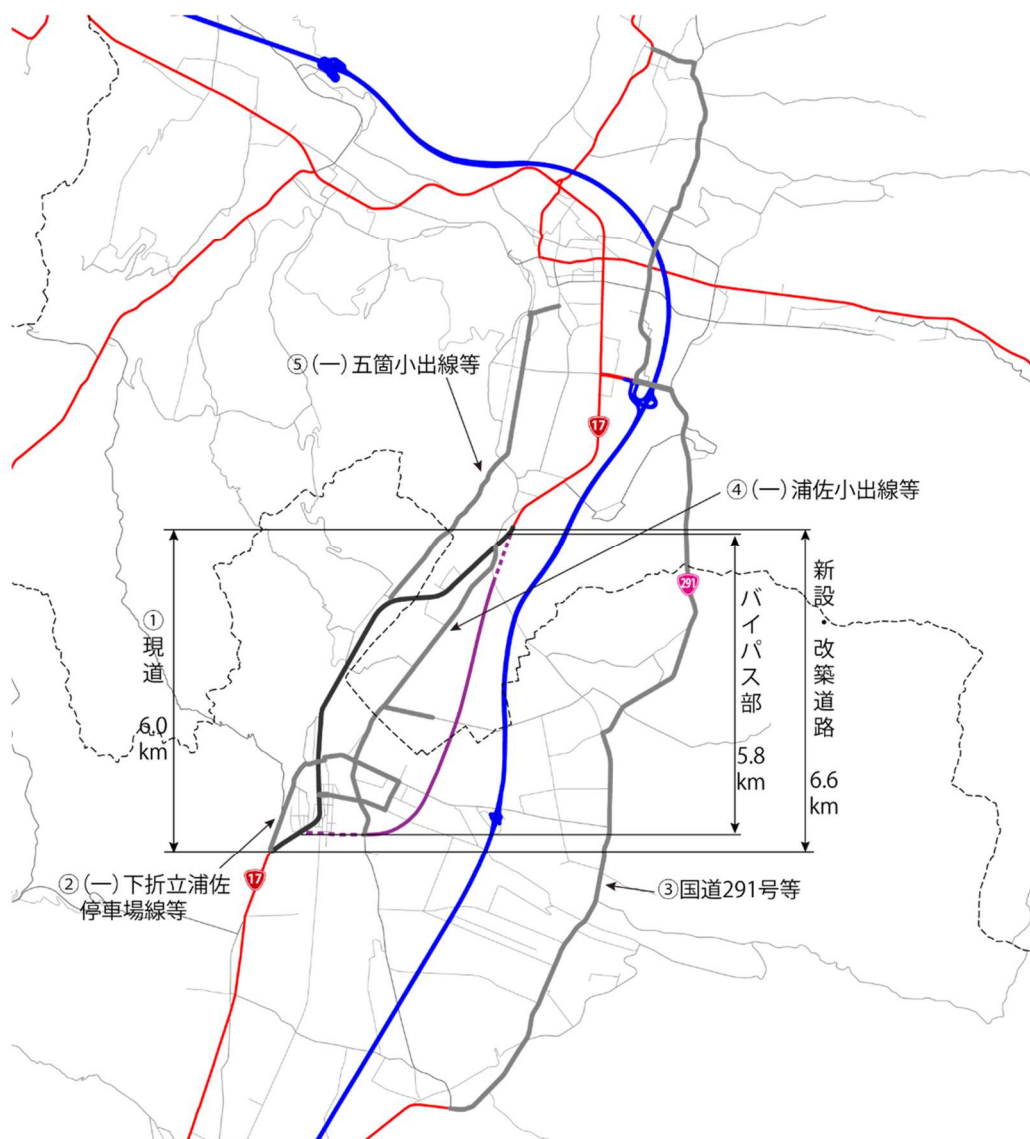 ⑤(一)五箇小出線等
17
④(一)浦佐小出線等
①現道
6.0
km
291
バイパス部
5.8
km
新設・改築道路
6.6
km
②(一)下折立浦佐
停車場線等
17
③国道291号等